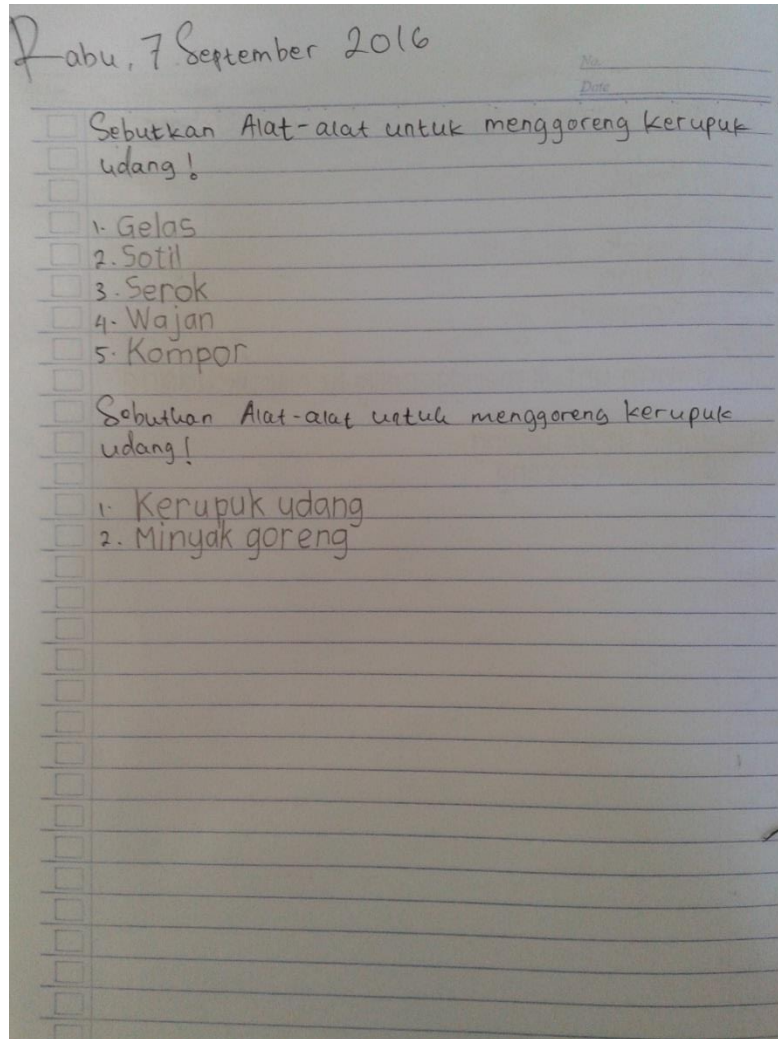 Rabu, 7 September 2016
No.
Date
Sebutkan Alat-alat untuk menggoreng kerupuk
udang!
1. Gelas
2. Sotil
3. Serok
4. Wajan
5. Kompor
Sebutkan Alat-alat untuk menggoreng kerupuk
udang!
1. Kerupuk udang
2. Minyak goreng